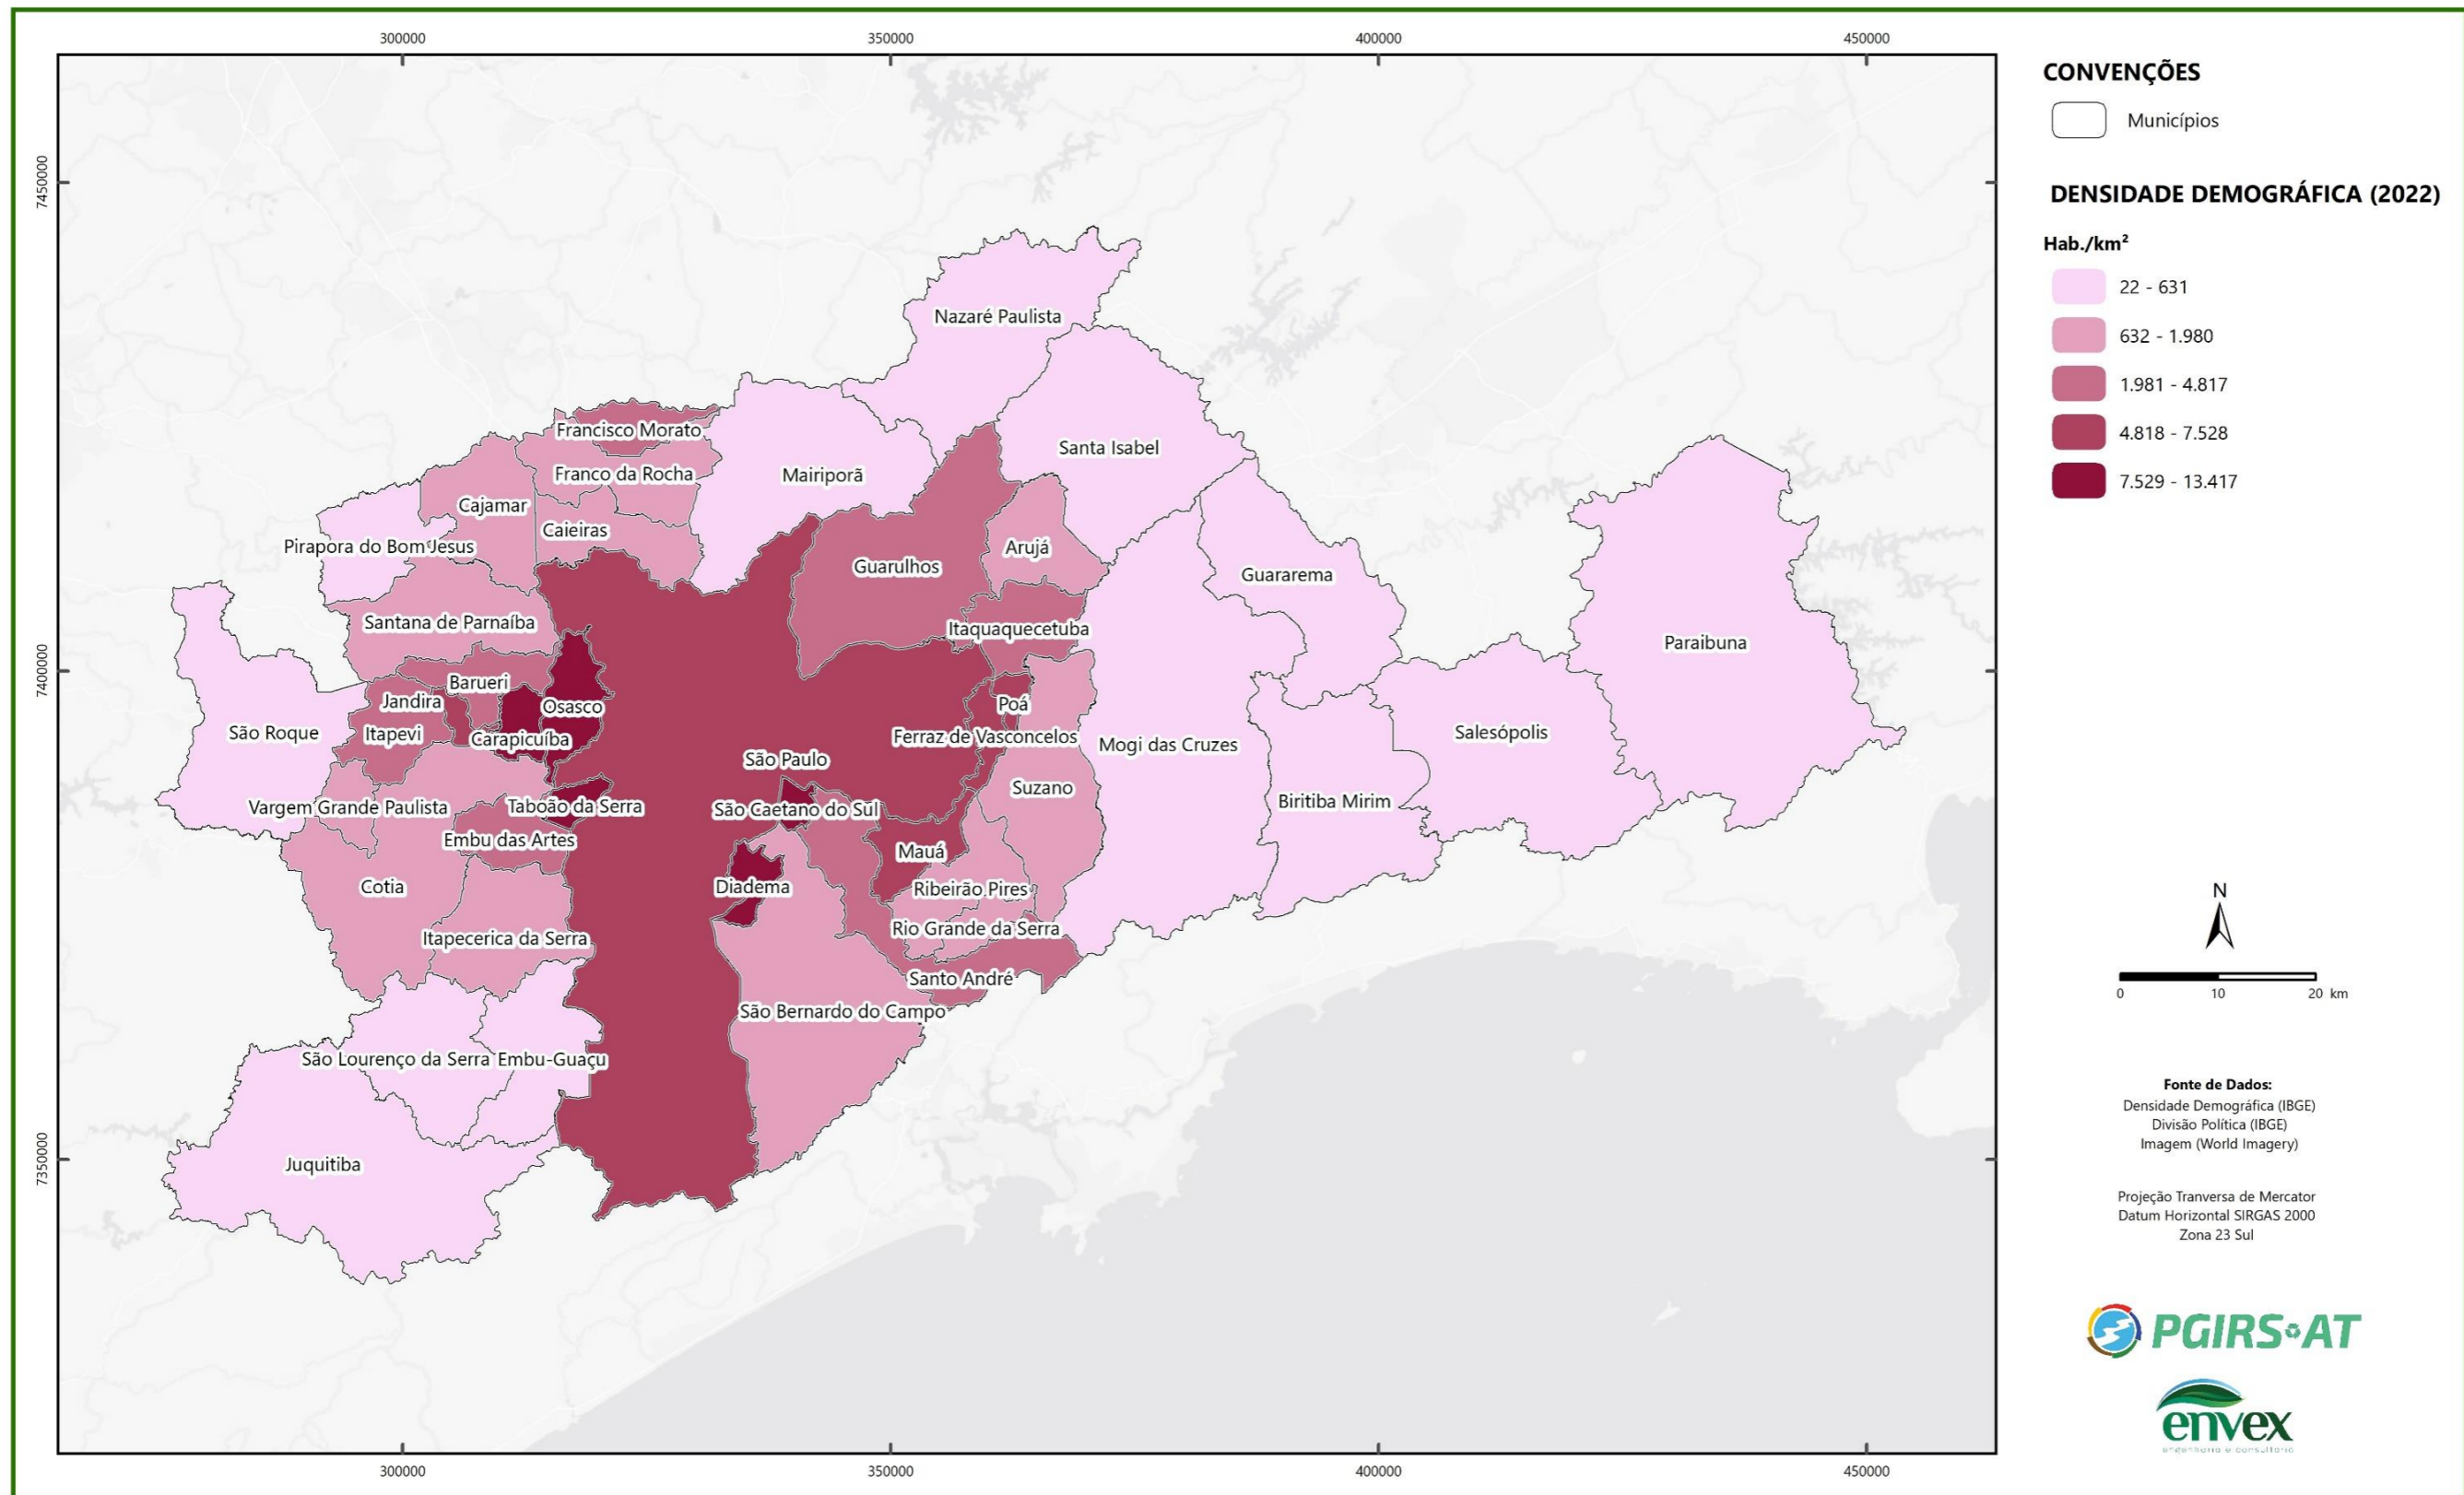 300000
350000
400000
450000
7450000
7400000
7350000
Nazaré Paulista
Francisco Morato
Santa Isabel
Franco da Rocha
Mairiporã
Cajamar
Caieiras
Pirapora do Bom Jesus
Arujá
Guarulhos
Guararema
Santana de Parnaíba
Itaquaquecetuba
Paraibuna
Barueri
Jandira
Osasco
Poá
São Roque
Itapevi
Carapicuíba
Ferraz de Vasconcelos
Mogi das Cruzes
Salesópolis
São Paulo
Suzano
Vargem Grande Paulista
Taboão da Serra
São Caetano do Sul
Biritiba Mirim
Embu das Artes
Mauá
Cotia
Diadema
Ribeirão Pires
Itapecerica da Serra
Rio Grande da Serra
Santo André
São Bernardo do Campo
São Lourenço da Serra
Embu-Guaçu
Juquitiba
300000
350000
400000
450000
CONVENÇÕES
Municípios
DENSIDADE DEMOGRÁFICA (2022)
Hab./km²
22 - 631
632 - 1.980
1.981 - 4.817
4.818 - 7.528
7.529 - 13.417
N
0 10 20 km
Fonte de Dados:
Densidade Demográfica (IBGE)
Divisão Política (IBGE)
Imagem (World Imagery)
Projeção Tranversa de Mercator
Datum Horizontal SIRGAS 2000
Zona 23 Sul
PGIRS AT
envex
engenharia e consultoria